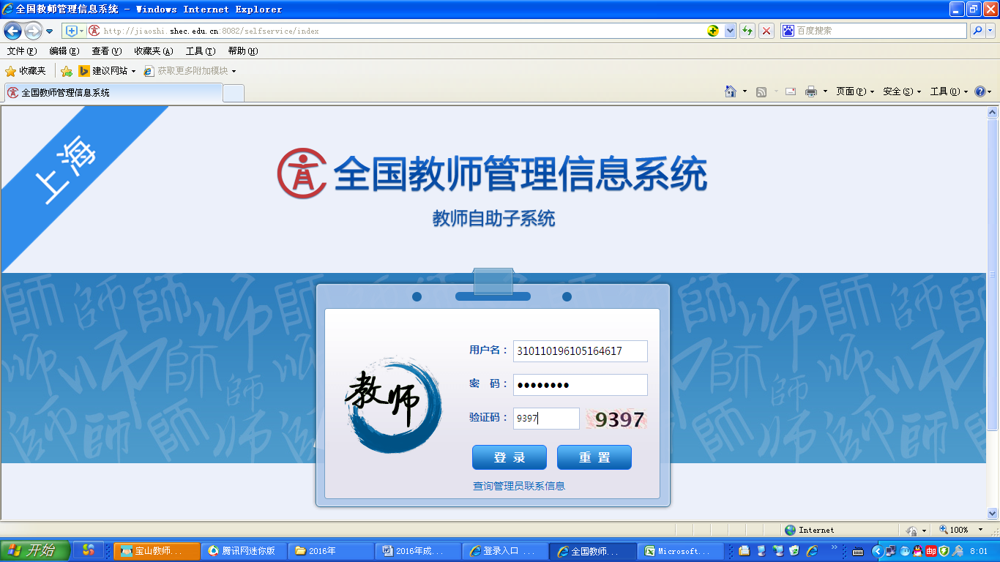 全国教师管理信息系统 - Windows Internet Explorer
http://jiaoshi.shec.edu.cn:8082/selfservice/index
百度搜索
文件(F) 编辑(E) 查看(V) 收藏夹(A) 工具(T) 帮助(H)
收藏夹 建议网站 获取更多附加模块
全国教师管理信息系统
页面(P) 安全(S) 工具(O)
上海
全国教师管理信息系统
教师自助子系统
教师
用户名： 310110196105164617
密 码： ●●●●●●●●
验证码： 9397 9397
登 录 重 置
查询管理员联系信息
Internet 100%
开始 宝山教师... 腾讯网迷你版 2016年 2016年成... 登录入口 ... 全国教师... Microsoft... 8:01